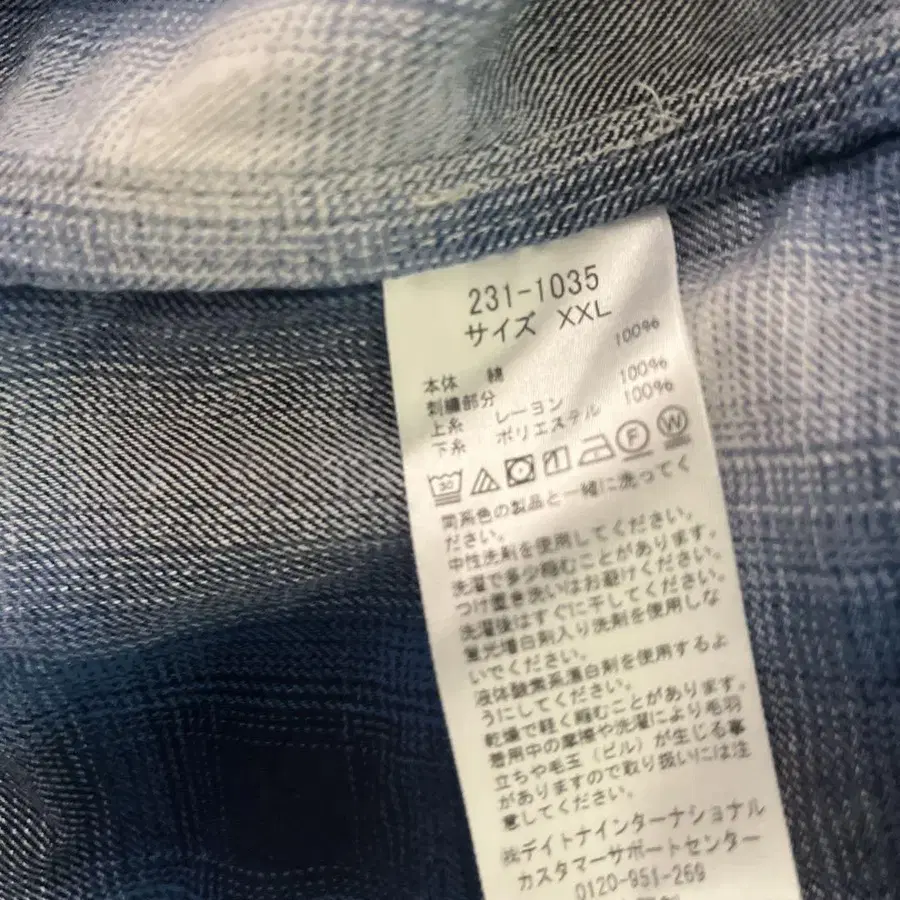 231-1035
サイズ XXL
本体 綿 100%
刺繍部分
上糸 レーヨン 100%
下糸 ポリエステル 100%
30 F W
同系色の製品と一緒に洗ってく
ださい。
中性洗剤を使用してください。
洗濯で多少縮むことがあります。
つけ置き洗いはお避けください。
洗濯後はすぐに干してください。
蛍光増白剤入り洗剤を使用しな
いでください。
液体酸素系漂白剤を使用するよ
うにしてください。
乾燥で軽く縮むことがあります。
着用中の摩擦や洗濯により毛羽
立ちや毛玉（ピル）が生じる事
がありますので取り扱いには注
意してください。
㈱デイトナインターナショナル
カスタマーサポートセンター
0120-951-269